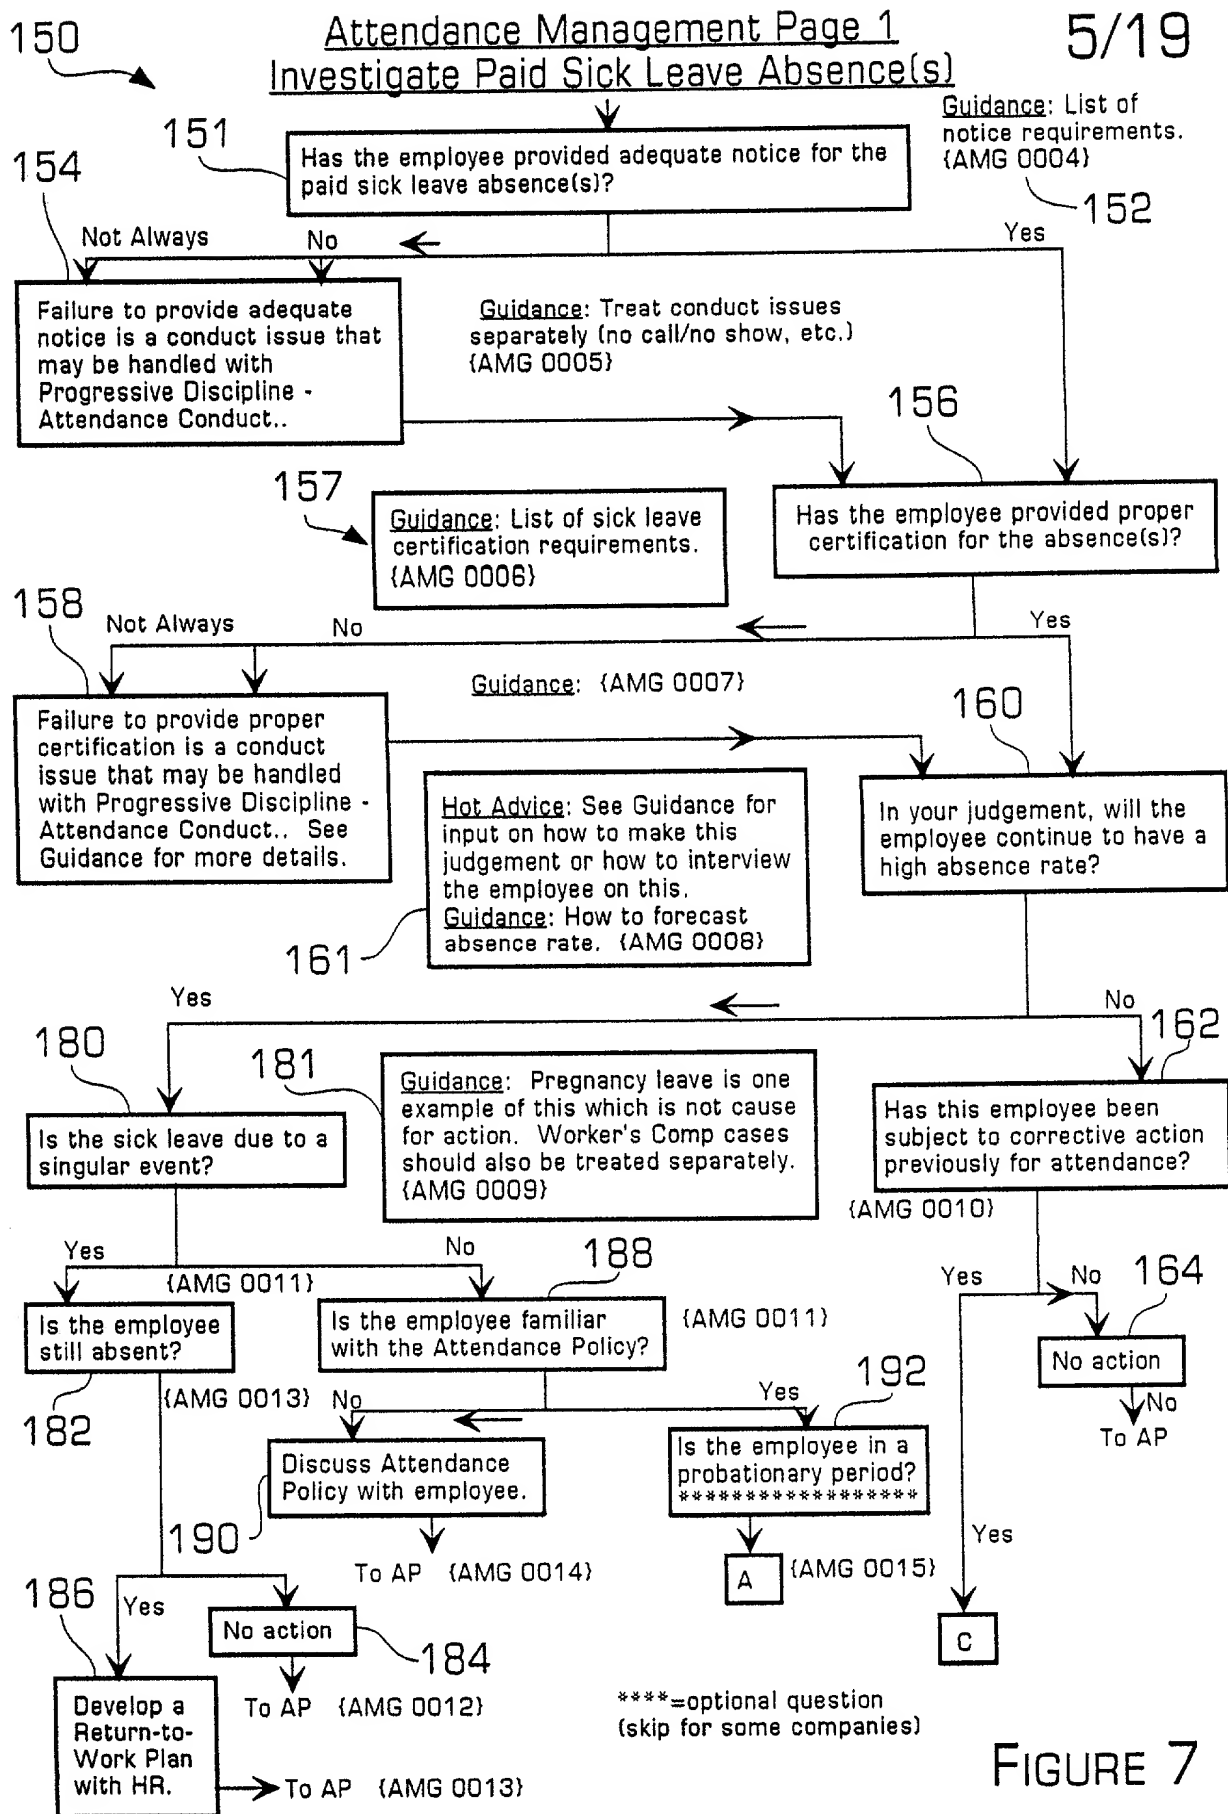 150
Attendance Management Page 1
5/19
Investigate Paid Sick Leave Absence(s)
Guidance: List of
notice requirements.
{AMG 0004}
152
151
Has the employee provided adequate notice for the
paid sick leave absence(s)?
154
Not Always
No
Yes
Failure to provide adequate
notice is a conduct issue that
may be handled with
Progressive Discipline -
Attendance Conduct..
Guidance: Treat conduct issues
separately (no call/no show, etc.)
{AMG 0005}
156
157
Guidance: List of sick leave
certification requirements.
{AMG 0006}
Has the employee provided proper
certification for the absence(s)?
158
Not Always
No
Yes
Guidance: {AMG 0007}
160
Failure to provide proper
certification is a conduct
issue that may be handled
with Progressive Discipline -
Attendance Conduct.. See
Guidance for more details.
Hot Advice: See Guidance for
input on how to make this
judgement or how to interview
the employee on this.
Guidance: How to forecast
absence rate. {AMG 0008}
161
In your judgement, will the
employee continue to have a
high absence rate?
Yes
No
180
181
162
Is the sick leave due to a
singular event?
Guidance: Pregnancy leave is one
example of this which is not cause
for action. Worker's Comp cases
should also be treated separately.
{AMG 0009}
Has this employee been
subject to corrective action
previously for attendance?
{AMG 0010}
Yes
No
188
{AMG 0011}
Yes
No
164
Is the employee
still absent?
182
{AMG 0013}
Is the employee familiar
with the Attendance Policy?
{AMG 0011}
No action
No
To AP
No
Yes
192
Discuss Attendance
Policy with employee.
190
To AP {AMG 0014}
Is the employee in a
probationary period?
******************
A
{AMG 0015}
Yes
C
186
Yes
No action
184
To AP {AMG 0012}
Develop a
Return-to-
Work Plan
with HR.
To AP {AMG 0013}
****=optional question
(skip for some companies)
FIGURE 7